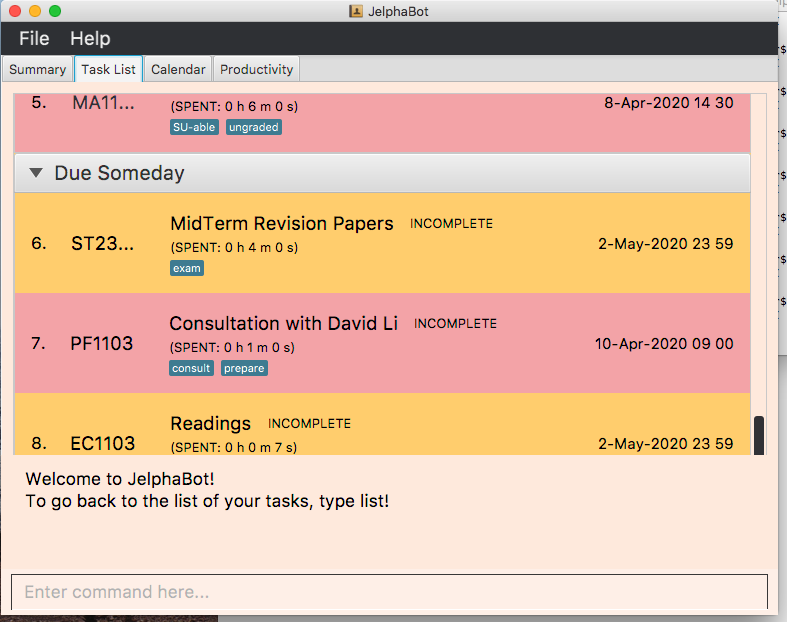 JelphaBot
File Help
Summary Task List Calendar Productivity
5. MA11... (SPENT: 0 h 6 m 0 s) 8-Apr-2020 14 30
SU-able ungraded
Due Someday
MidTerm Revision Papers INCOMPLETE
6. ST23... (SPENT: 0 h 4 m 0 s) 2-May-2020 23 59
exam
Consultation with David Li INCOMPLETE
7. PF1103 (SPENT: 0 h 1 m 0 s) 10-Apr-2020 09 00
consult prepare
Readings INCOMPLETE
8. EC1103 (SPENT: 0 h 0 m 7 s) 2-May-2020 23 59
Welcome to JelphaBot!
To go back to the list of your tasks, type list!
Enter command here...